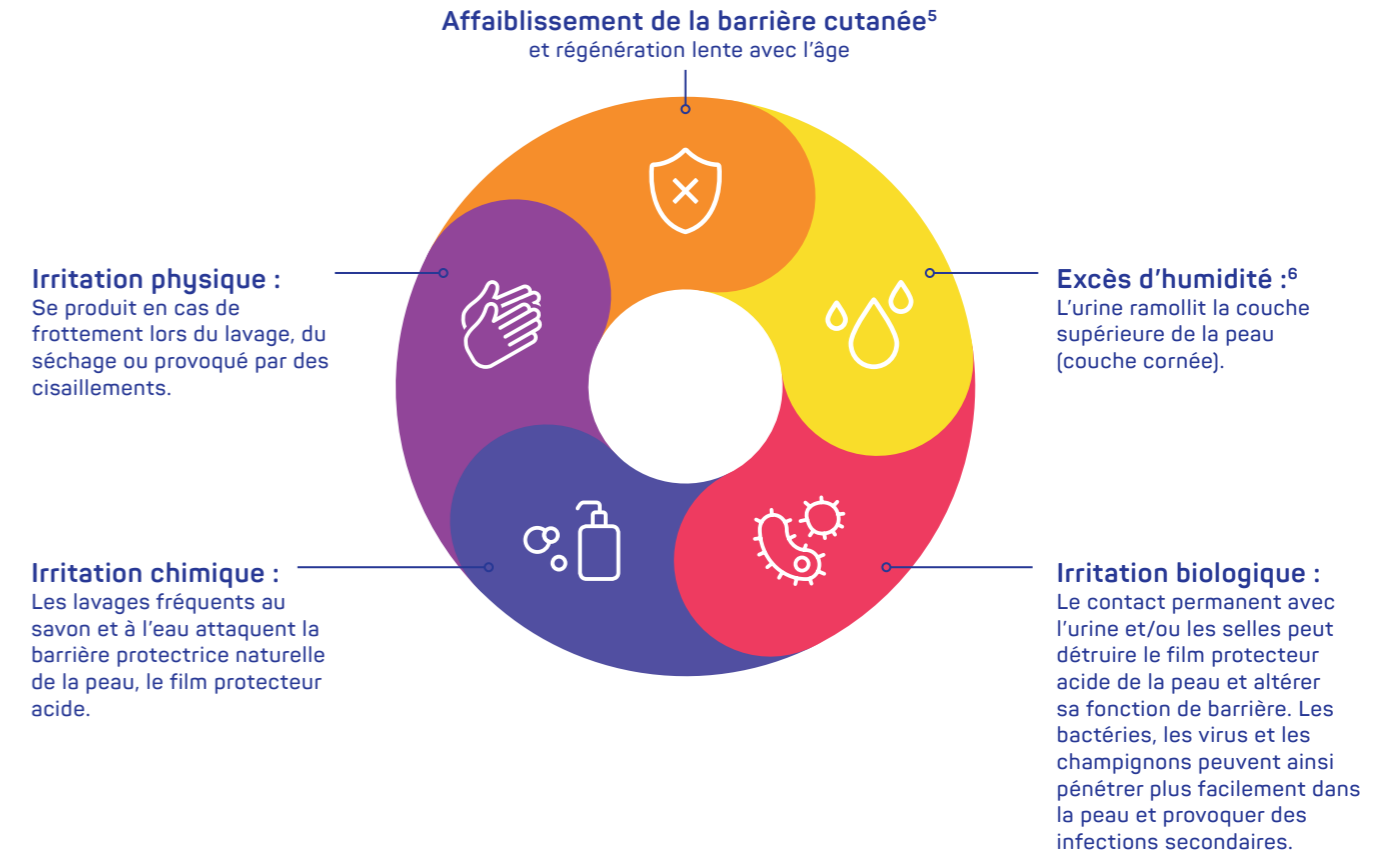 Affaiblissement de la barrière cutanée⁵
et régénération lente avec l'âge
Irritation physique :
Se produit en cas de
frottement lors du lavage, du
séchage ou provoqué par des
cisaillements.
Excès d'humidité :⁶
L'urine ramollit la couche
supérieure de la peau
(couche cornée).
Irritation chimique :
Les lavages fréquents au
savon et à l'eau attaquent la
barrière protectrice naturelle
de la peau, le film protecteur
acide.
Irritation biologique :
Le contact permanent avec
l'urine et/ou les selles peut
détruire le film protecteur
acide de la peau et altérer
sa fonction de barrière. Les
bactéries, les virus et les
champignons peuvent ainsi
pénétrer plus facilement dans
la peau et provoquer des
infections secondaires.